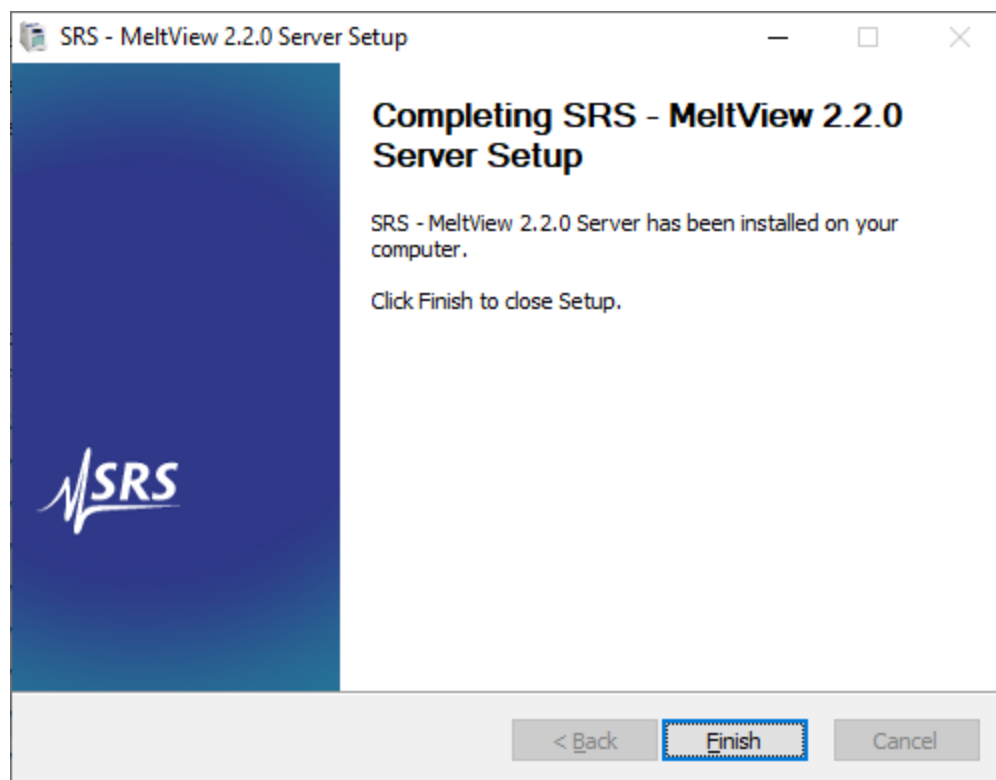 SRS - MeltView 2.2.0 Server Setup
Completing SRS - MeltView 2.2.0
Server Setup
SRS - MeltView 2.2.0 Server has been installed on your
computer.
Click Finish to close Setup.
SRS
< Back
Finish
Cancel